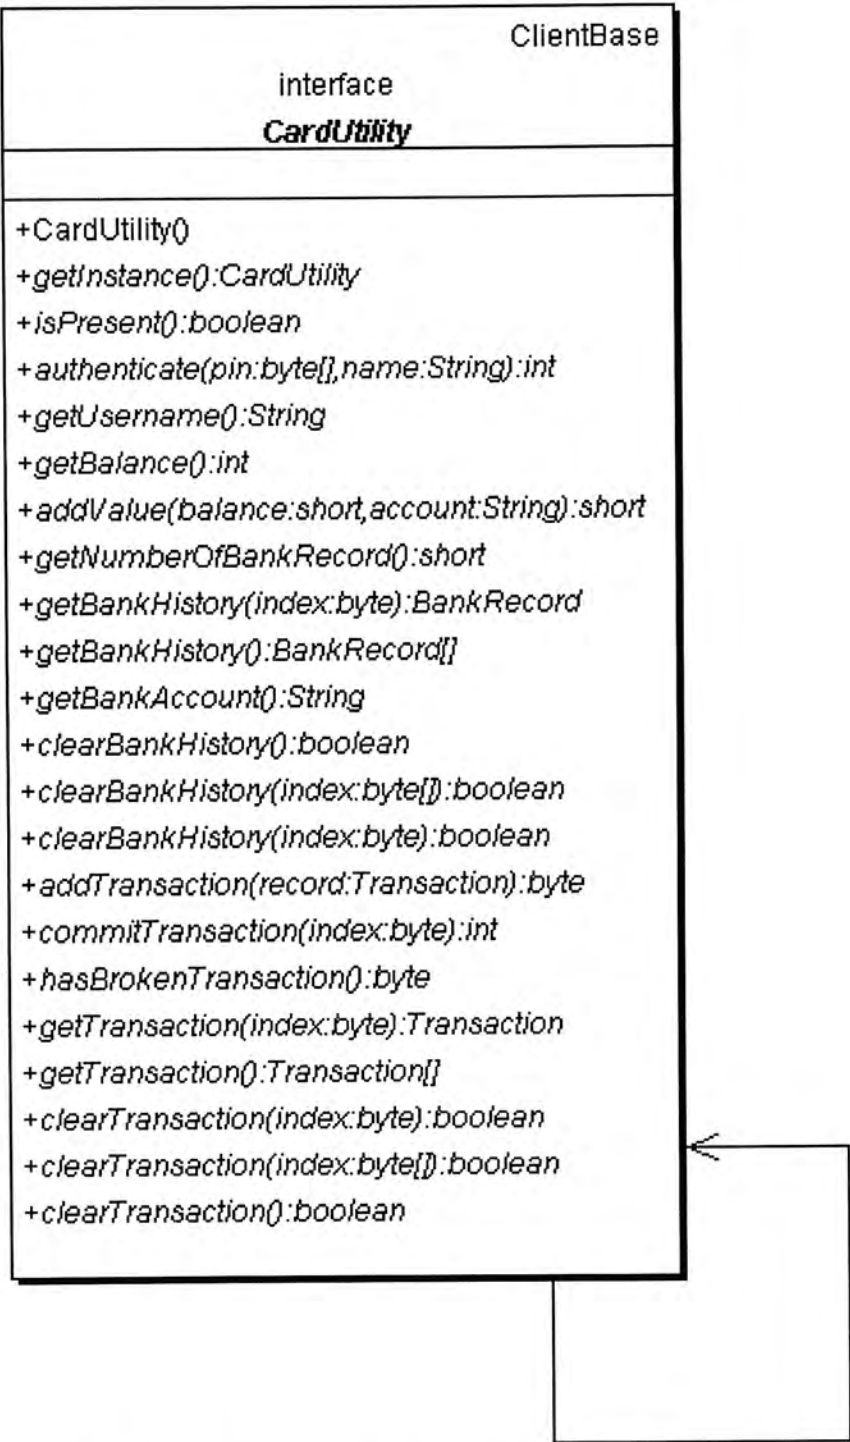 ClientBase
interface
CardUtility
+CardUtility()
+getInstance():CardUtility
+isPresent():boolean
+authenticate(pin:byte[],name:String):int
+getUsername():String
+getBalance():int
+addValue(balance:short,account:String):short
+getNumberOfBankRecord():short
+getBankHistory(index:byte):BankRecord
+getBankHistory():BankRecord[]
+getBankAccount():String
+clearBankHistory():boolean
+clearBankHistory(index:byte[]):boolean
+clearBankHistory(index:byte):boolean
+addTransaction(record:Transaction):byte
+commitTransaction(index:byte):int
+hasBrokenTransaction():byte
+getTransaction(index:byte):Transaction
+getTransaction():Transaction[]
+clearTransaction(index:byte):boolean
+clearTransaction(index:byte[]):boolean
+clearTransaction():boolean